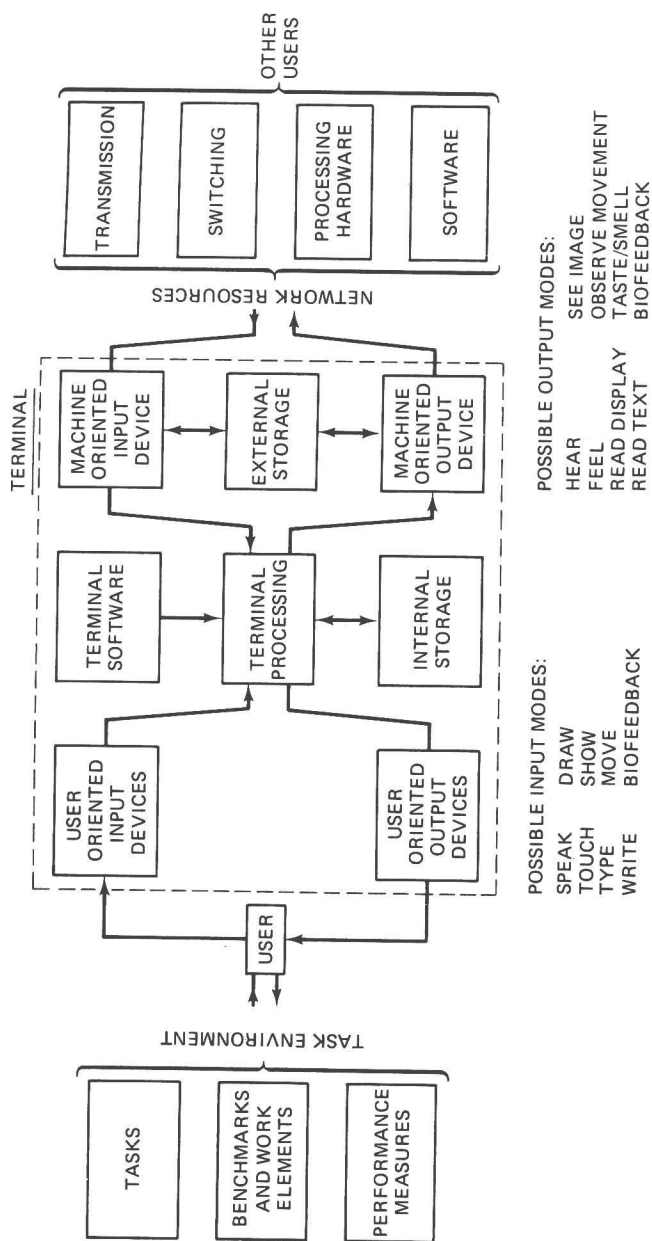 TERMINAL
TASKS
BENCHMARKS
AND WORK
ELEMENTS
PERFORMANCE
MEASURES
TASK ENVIRONMENT
USER
USER
ORIENTED
INPUT
DEVICES
USER
ORIENTED
OUTPUT
DEVICES
TERMINAL
SOFTWARE
TERMINAL
PROCESSING
INTERNAL
STORAGE
MACHINE
ORIENTED
INPUT
DEVICE
EXTERNAL
STORAGE
MACHINE
ORIENTED
OUTPUT
DEVICE
NETWORK RESOURCES
TRANSMISSION
SWITCHING
PROCESSING
HARDWARE
SOFTWARE
OTHER
USERS
POSSIBLE INPUT MODES:
SPEAK DRAW
TOUCH SHOW
TYPE MOVE
WRITE BIOFEEDBACK
POSSIBLE OUTPUT MODES:
HEAR SEE IMAGE
FEEL OBSERVE MOVEMENT
READ DISPLAY TASTE/SMELL
READ TEXT BIOFEEDBACK